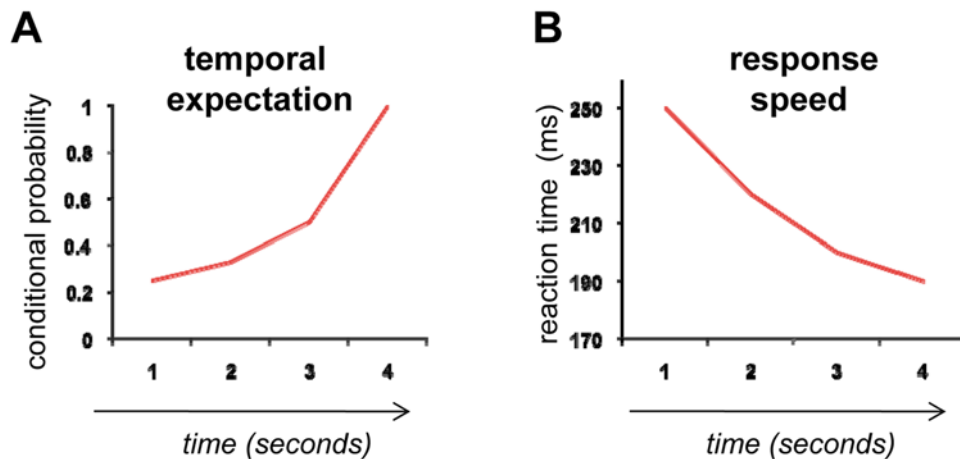 A
temporal
expectation
conditional probability
1
0.8
0.6
0.4
0.2
0
1 2 3 4
time (seconds)
B
response
speed
reaction time (ms)
250
230
210
190
170
1 2 3 4
time (seconds)